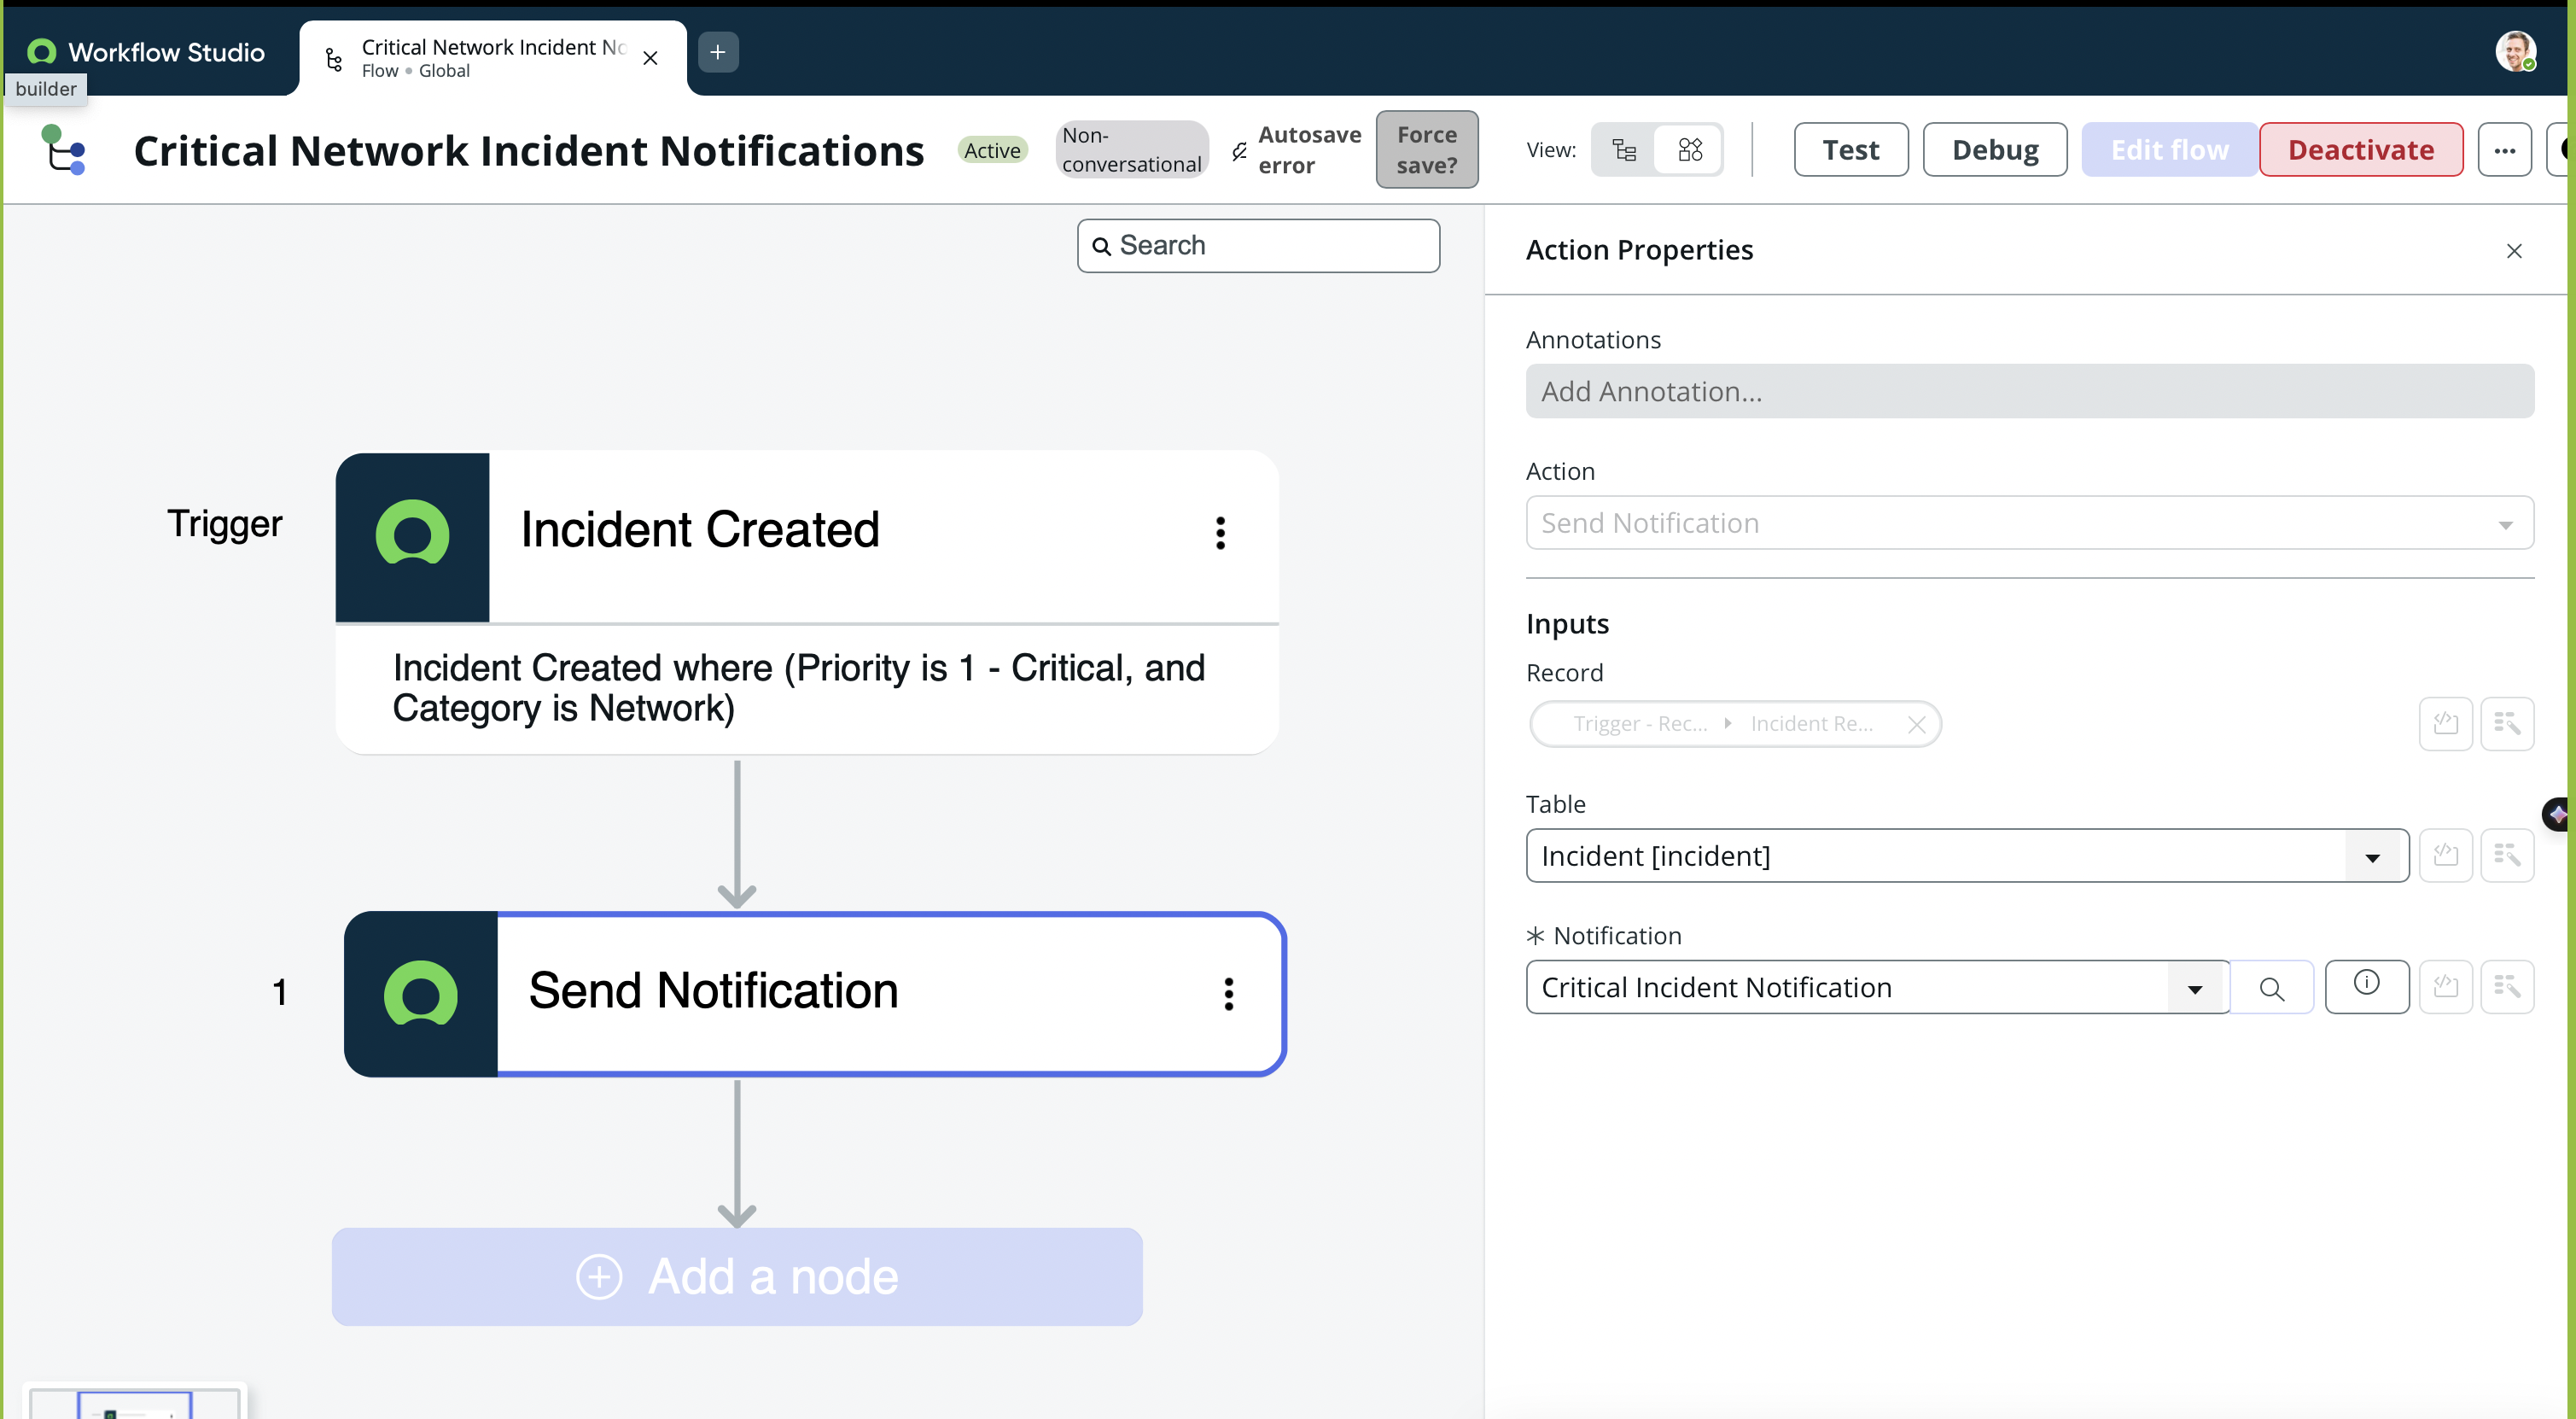 Workflow Studio
Critical Network Incident No
Flow • Global
builder
Critical Network Incident Notifications
Active
Non-
conversational
Autosave
error
Force
save?
View:
Test
Debug
Edit flow
Deactivate
Search
Action Properties
Annotations
Add Annotation...
Action
Send Notification
Inputs
Record
Trigger - Rec... ▸ Incident Re...
Table
Incident [incident]
* Notification
Critical Incident Notification
Trigger
Incident Created
Incident Created where (Priority is 1 - Critical, and
Category is Network)
1
Send Notification
Add a node